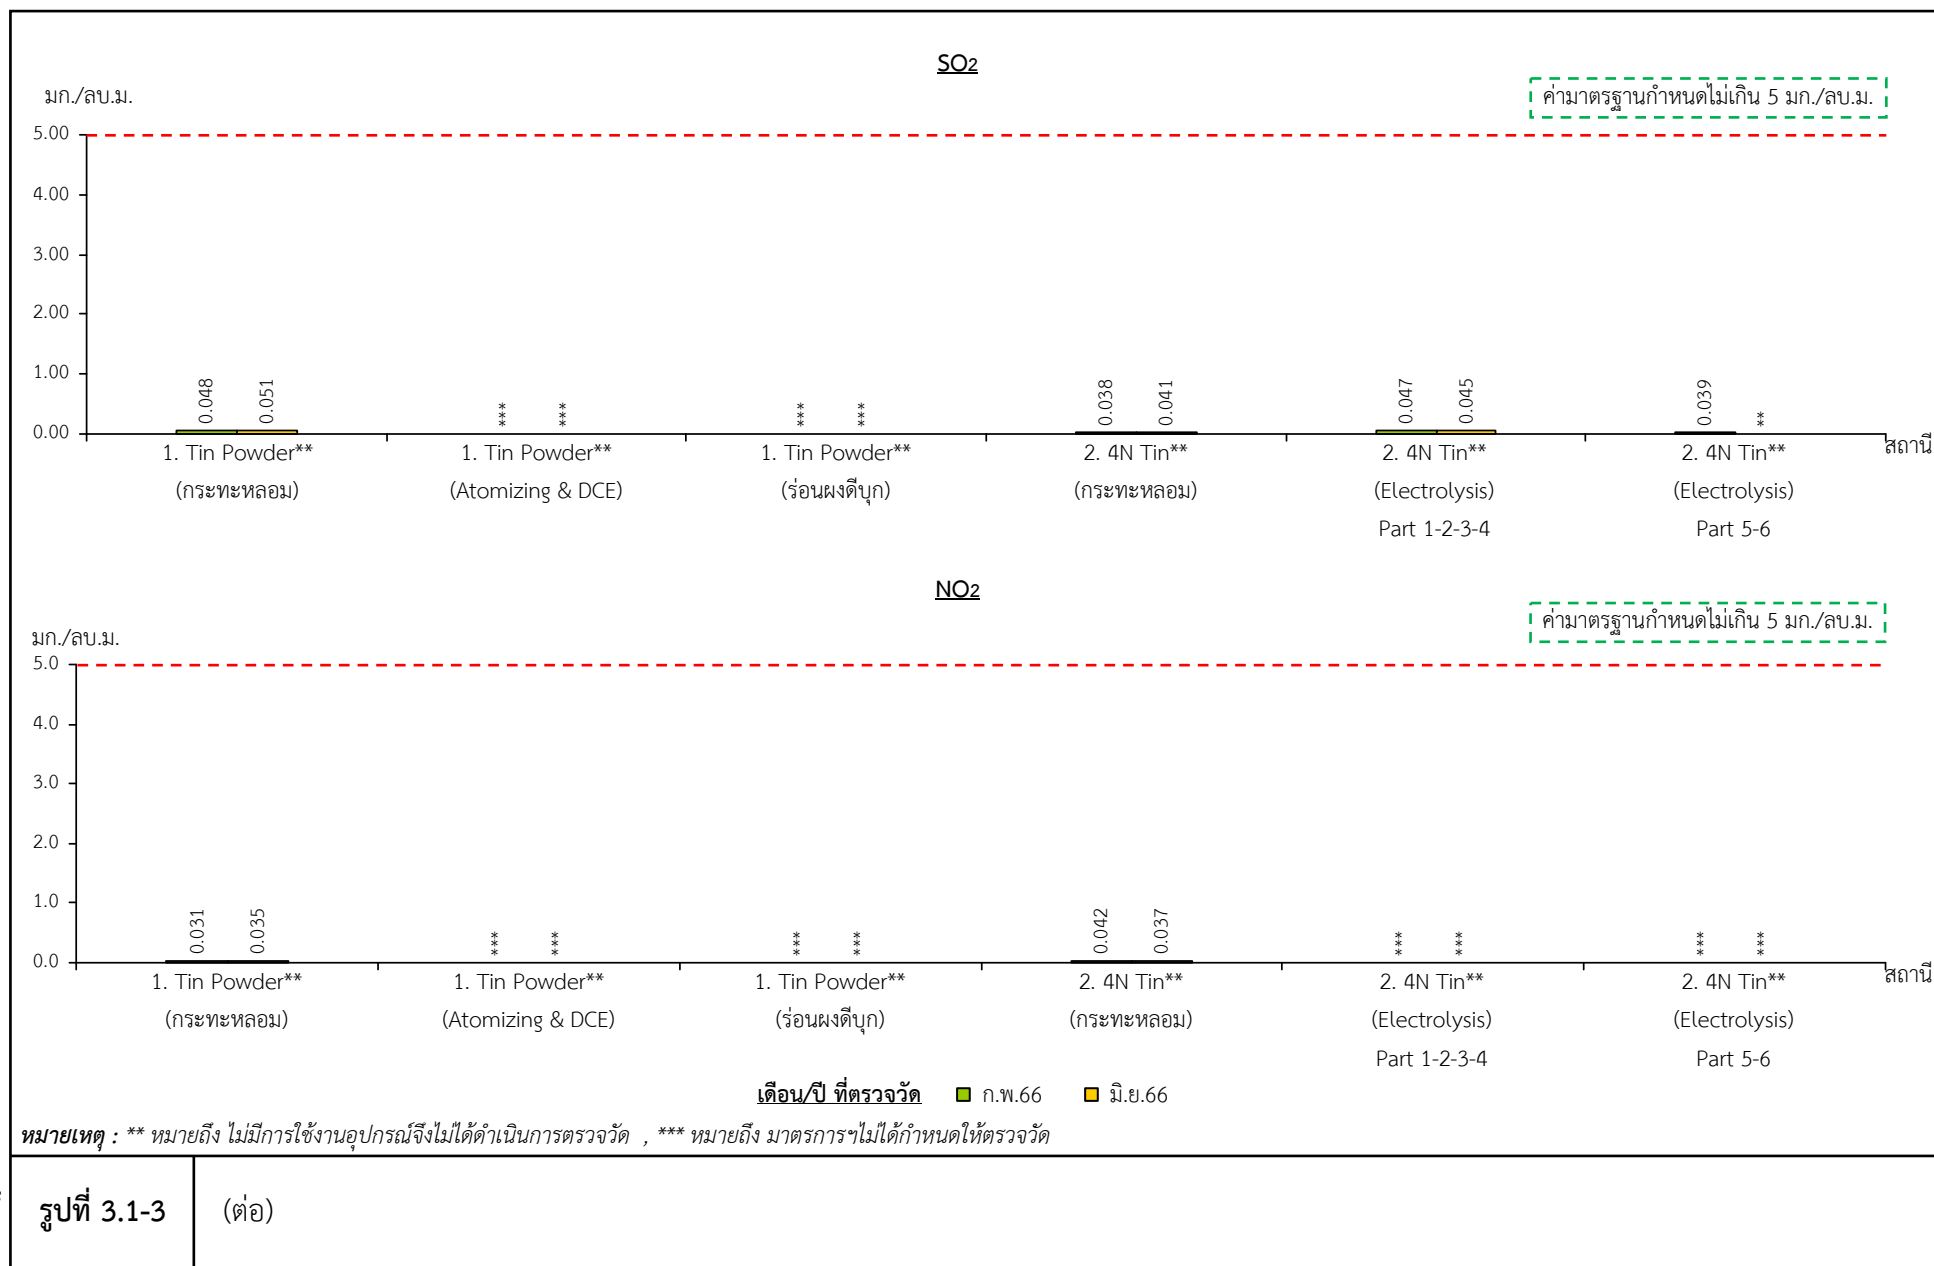 SO2
มก./ลบ.ม.
ค่ามาตรฐานกำหนดไม่เกิน 5 มก./ลบ.ม.
5.00
4.00
3.00
2.00
1.00
0.00
0.048 0.051 *** *** *** *** 0.038 0.041 0.047 0.045 0.039 **
1. Tin Powder** 1. Tin Powder** 1. Tin Powder** 2. 4N Tin** 2. 4N Tin** 2. 4N Tin** สถานี
(กระทะหลอม) (Atomizing & DCE) (ร่อนผงดีบุก) (กระทะหลอม) (Electrolysis) (Electrolysis)
Part 1-2-3-4 Part 5-6
NO2
มก./ลบ.ม.
ค่ามาตรฐานกำหนดไม่เกิน 5 มก./ลบ.ม.
5.0
4.0
3.0
2.0
1.0
0.0
0.031 0.035 *** *** *** *** 0.042 0.037 *** *** *** ***
1. Tin Powder** 1. Tin Powder** 1. Tin Powder** 2. 4N Tin** 2. 4N Tin** 2. 4N Tin** สถานี
(กระทะหลอม) (Atomizing & DCE) (ร่อนผงดีบุก) (กระทะหลอม) (Electrolysis) (Electrolysis)
Part 1-2-3-4 Part 5-6
เดือน/ปี ที่ตรวจวัด ก.พ.66 มิ.ย.66
หมายเหตุ : ** หมายถึง ไม่มีการใช้งานอุปกรณ์จึงไม่ได้ดำเนินการตรวจวัด , *** หมายถึง มาตรการฯไม่ได้กำหนดให้ตรวจวัด
รูปที่ 3.1-3 (ต่อ)